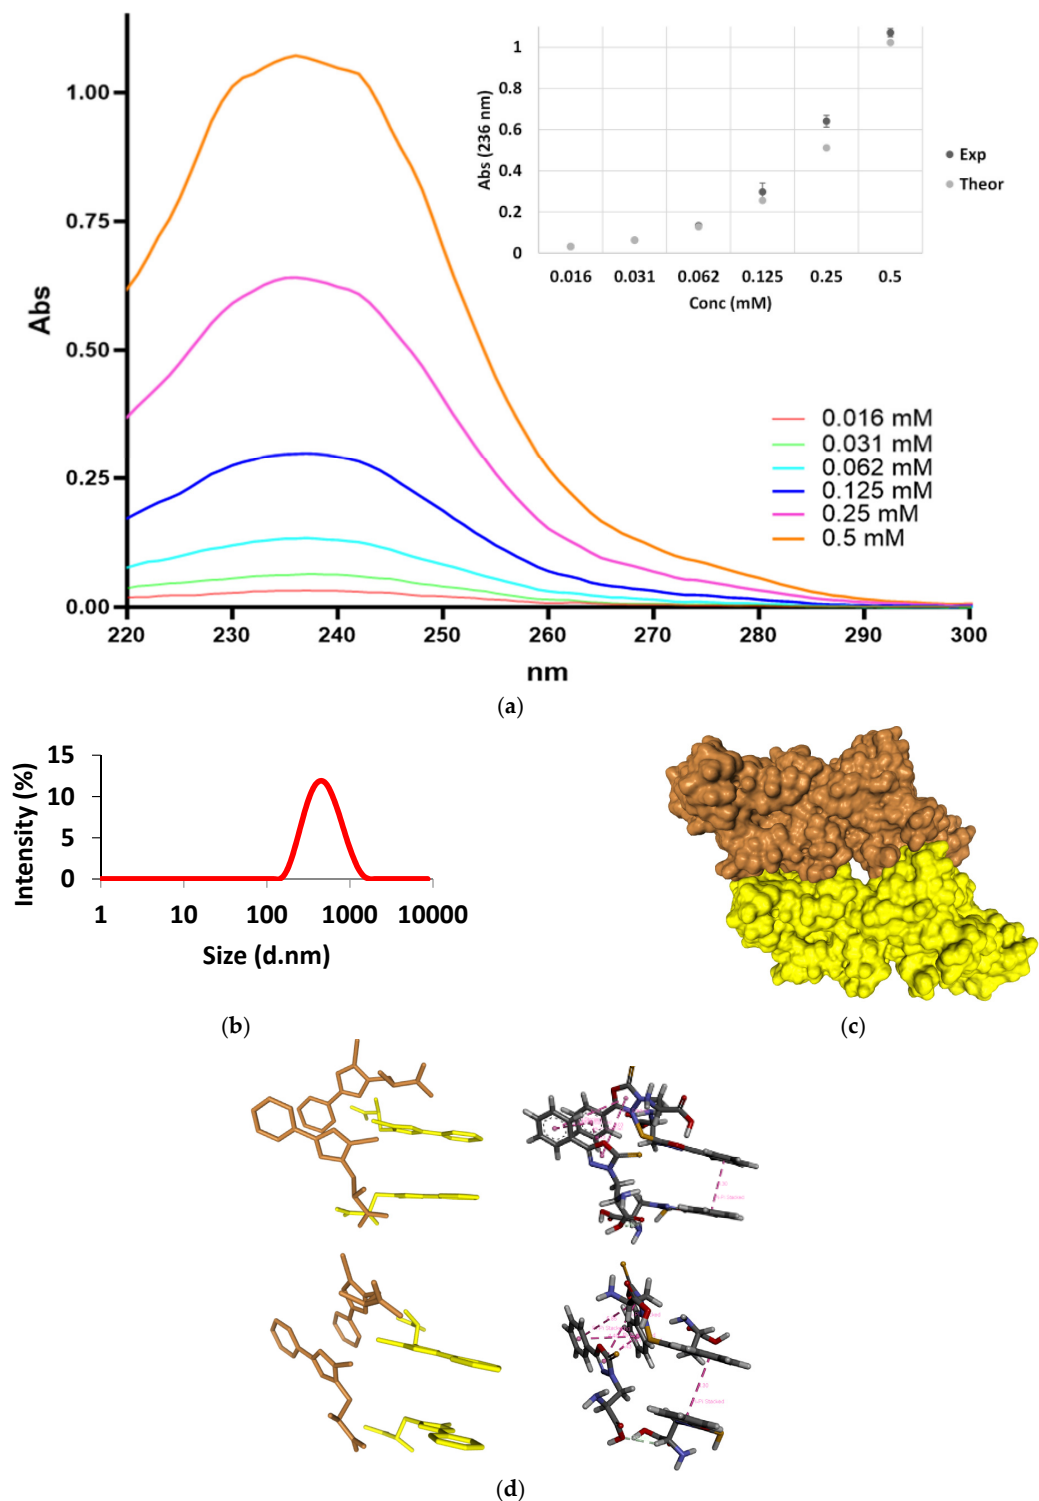 1
0.8
0.6
0.4
0.2
0
Abs (236 nm)
0.016 0.031 0.062 0.125 0.25 0.5
Conc (mM)
Exp
Theor
1.00
0.75
0.50
0.25
0.00
Abs
0.016 mM
0.031 mM
0.062 mM
0.125 mM
0.25 mM
0.5 mM
220 230 240 250 260 270 280 290 300
nm
(a)
15
10
5
0
Intensity (%)
1 10 100 1000 10000
Size (d.nm)
(b)
(c)
(d)